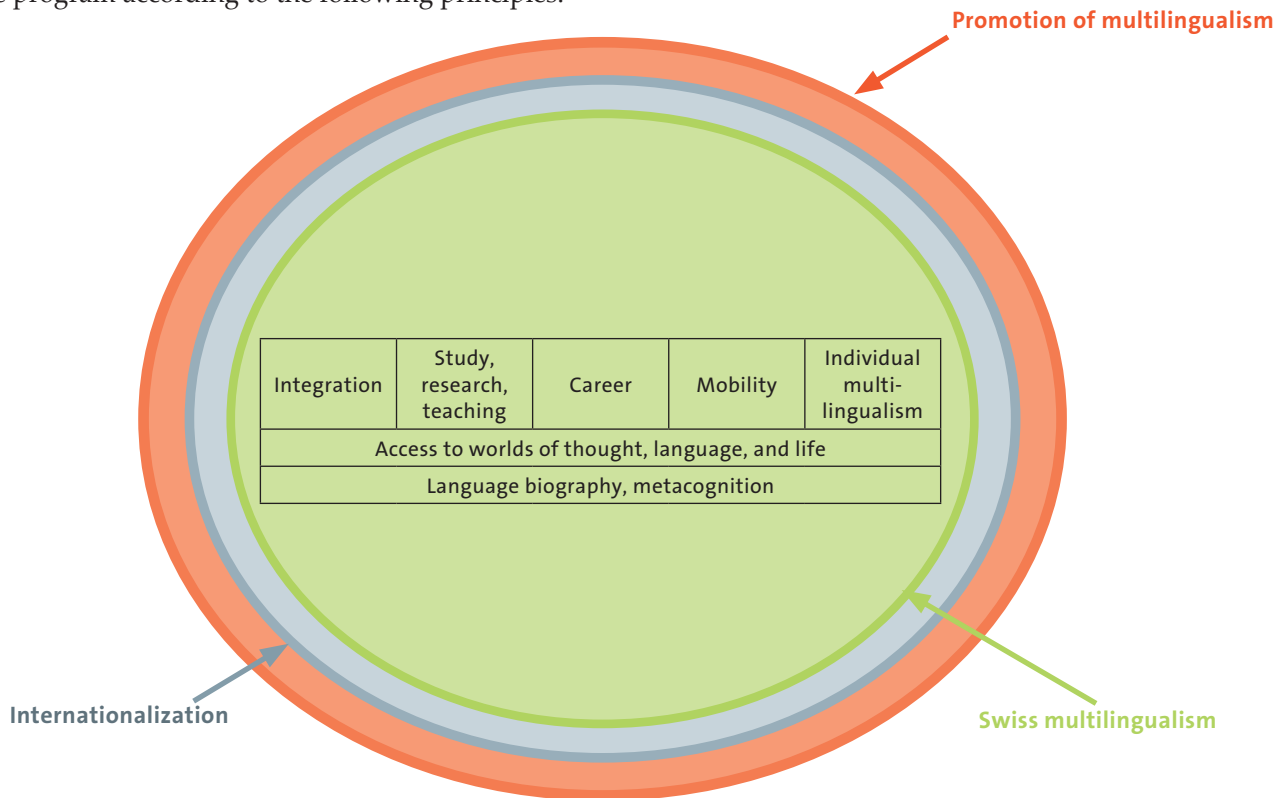 program according to the following principles.
Promotion of multilingualism
Integration
Study,
research,
teaching
Career
Mobility
Individual
multi-
lingualism
Access to worlds of thought, language, and life
Language biography, metacognition
Internationalization
Swiss multilingualism